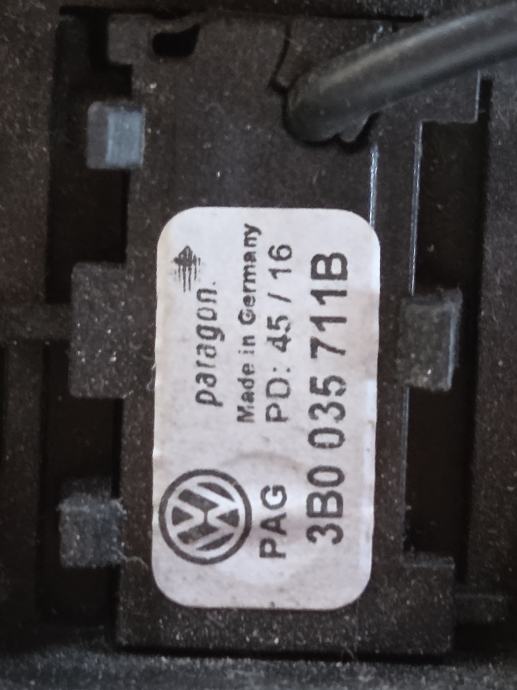 paragon.
Made in Germany
PAG PD: 45/16
3B0 035 711B